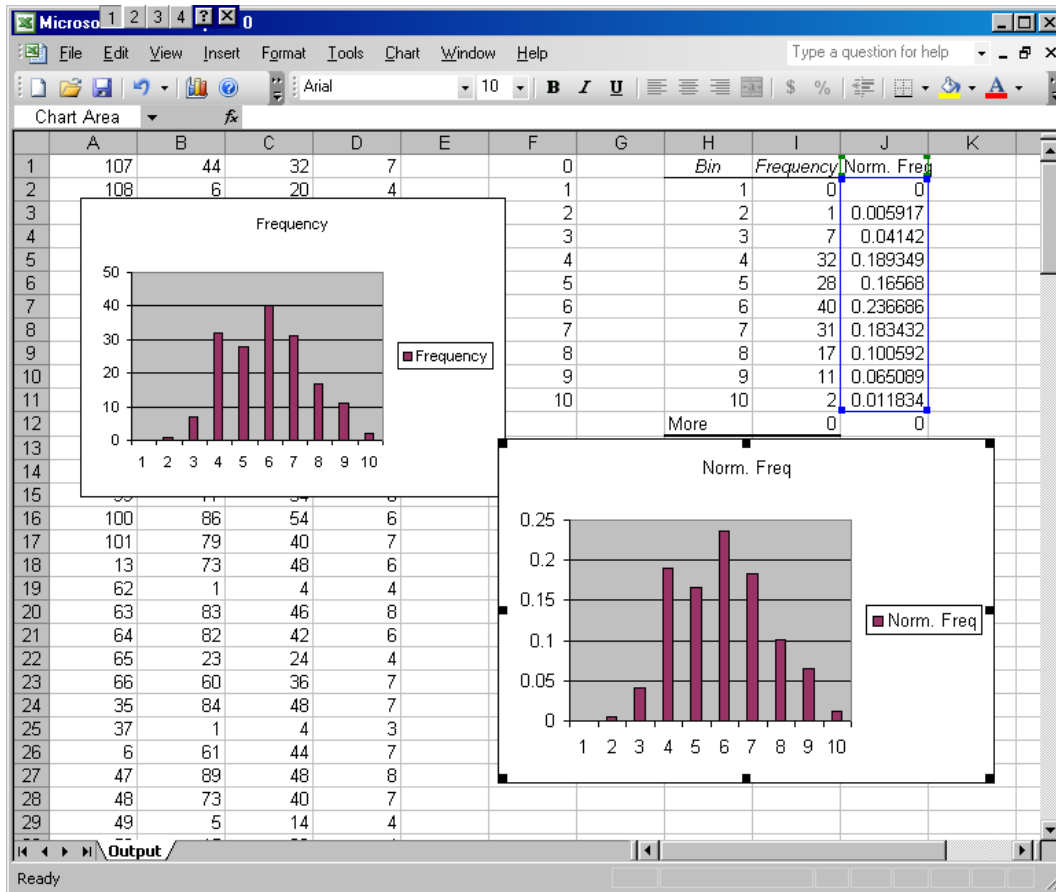 Microso 1 2 3 4 ? X 0
File Edit View Insert Format Tools Chart Window Help Type a question for help
Arial 10 B I U $ %
Chart Area fx
A B C D E F G H I J K
1 107 44 32 7 0 Bin Frequency Norm. Freq
2 108 6 20 4 1 1 0 0
3 2 2 1 0.005917
4 3 3 7 0.04142
5 4 4 32 0.189349
6 5 5 28 0.16568
7 6 6 40 0.236686
8 7 7 31 0.183432
9 8 8 17 0.100592
10 9 9 11 0.065089
11 10 10 2 0.011834
12 More 0 0
13
14
15
16 100 86 54 6
17 101 79 40 7
18 13 73 48 6
19 62 1 4 4
20 63 83 46 8
21 64 82 42 6
22 65 23 24 4
23 66 60 36 7
24 35 84 48 7
25 37 1 4 3
26 6 61 44 7
27 47 89 48 8
28 48 73 40 7
29 49 5 14 4
Frequency
50
40
30
20
10
0
1 2 3 4 5 6 7 8 9 10
Frequency
Norm. Freq
0.25
0.2
0.15
0.1
0.05
0
1 2 3 4 5 6 7 8 9 10
Norm. Freq
Output
Ready